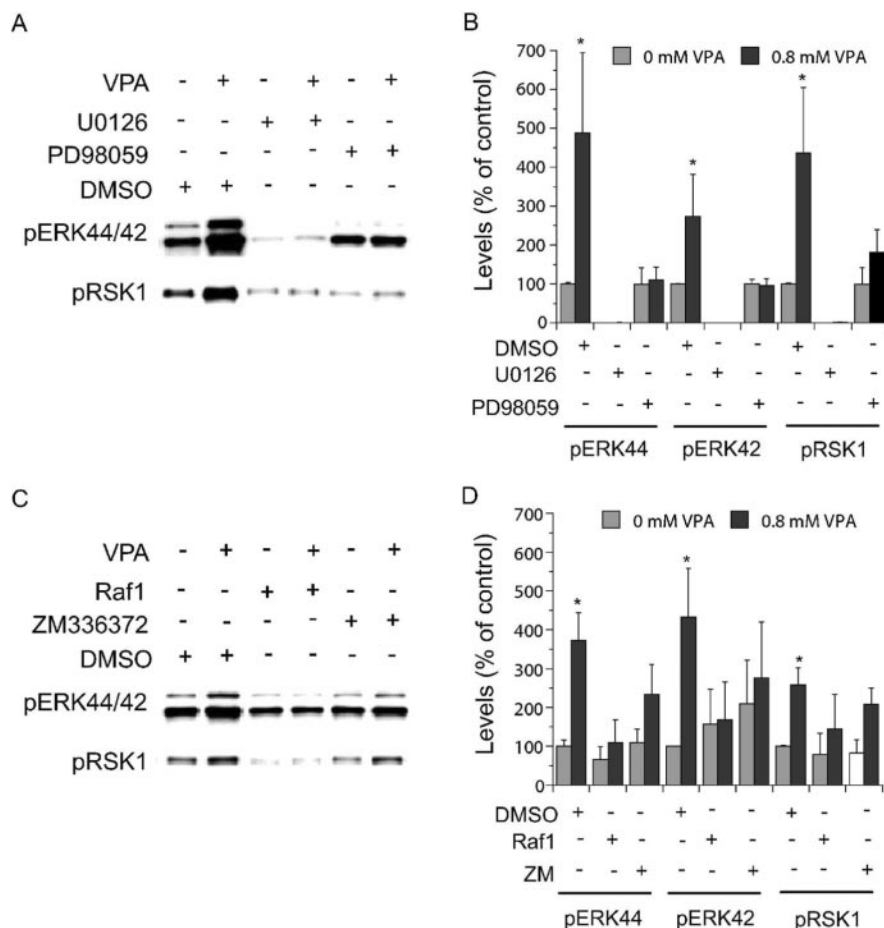 A
VPA - + - + - +
U0126 - - + + - -
PD98059 - - - - + +
DMSO + + - - - -
pERK44/42
pRSK1
B
Levels (% of control)
700
600
500
400
300
200
100
0
0 mM VPA 0.8 mM VPA
* * *
DMSO + - - + - - + - -
U0126 - + - - + - - + -
PD98059 - - + - - + - - +
pERK44 pERK42 pRSK1
C
VPA - + - + - +
Raf1 - - + + - -
ZM336372 - - - - + +
DMSO + + - - - -
pERK44/42
pRSK1
D
Levels (% of control)
700
600
500
400
300
200
100
0
0 mM VPA 0.8 mM VPA
* * *
DMSO + - - + - - + - -
Raf1 - + - - + - - + -
ZM - - + - - + - - +
pERK44 pERK42 pRSK1